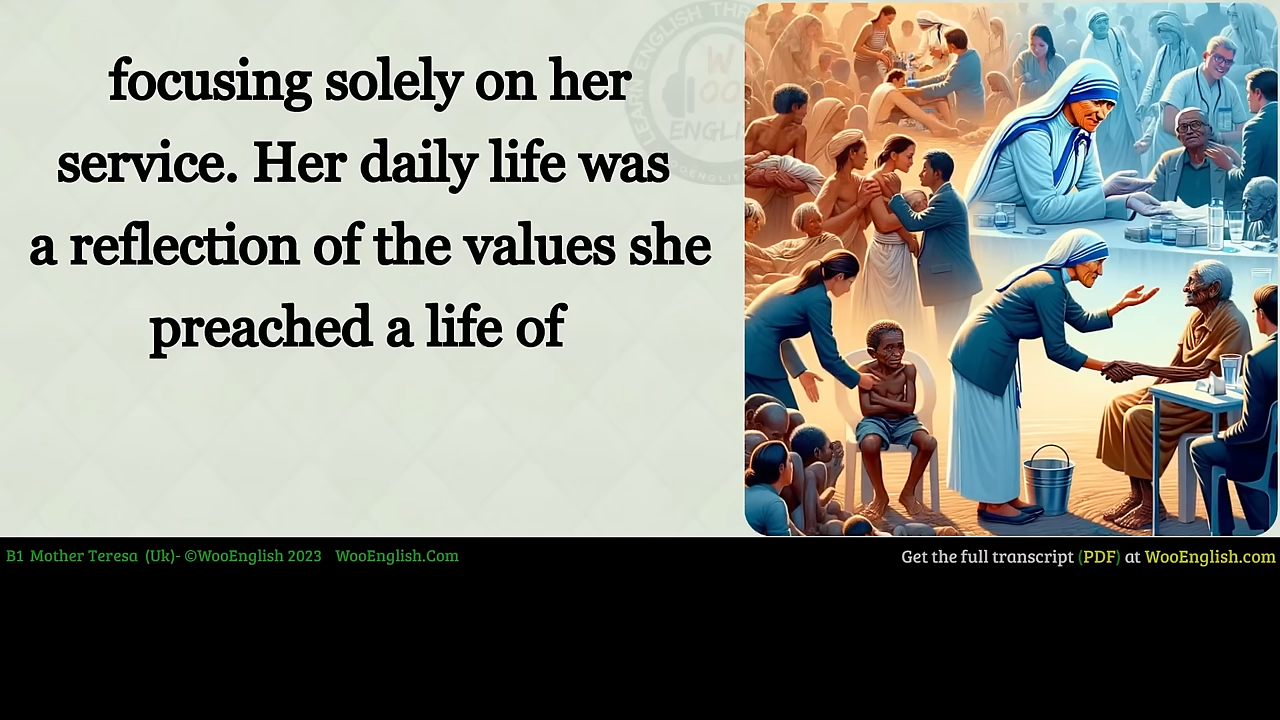 focusing solely on her
service. Her daily life was
a reflection of the values she
preached a life of
B1 Mother Teresa (Uk)- ©WooEnglish 2023 WooEnglish.Com
Get the full transcript (PDF) at WooEnglish.com